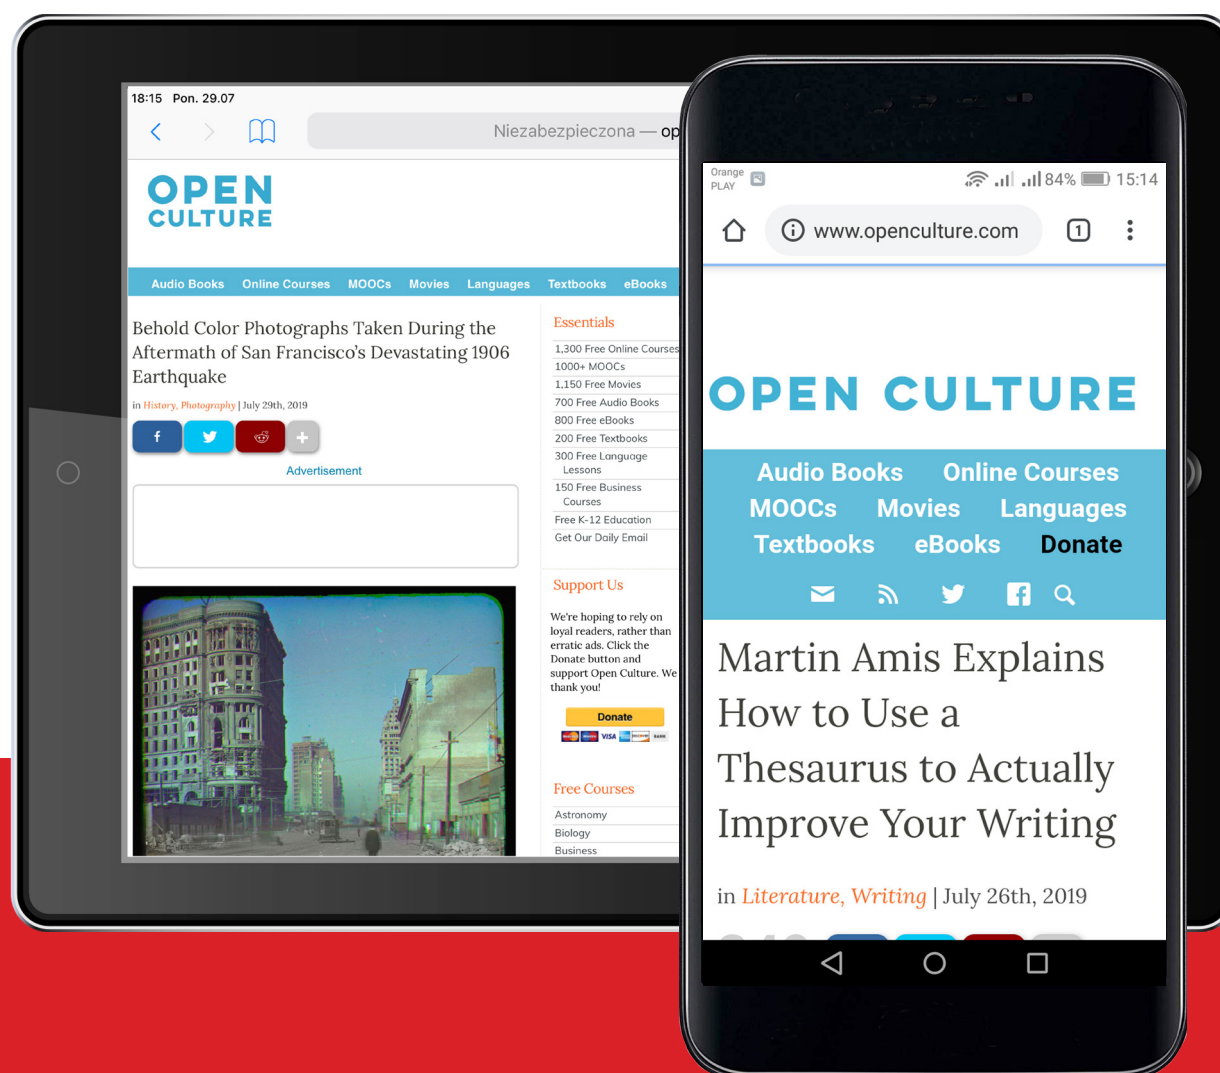 18:15 Pon. 29.07
Niezabezpieczona — op
OPEN
CULTURE
Audio Books Online Courses MOOCs Movies Languages Textbooks eBooks
Behold Color Photographs Taken During the
Aftermath of San Francisco's Devastating 1906
Earthquake
in History, Photography | July 29th, 2019
Advertisement
Essentials
1,300 Free Online Courses
1000+ MOOCs
1,150 Free Movies
700 Free Audio Books
800 Free eBooks
200 Free Textbooks
300 Free Language
Lessons
150 Free Business
Courses
Free K-12 Education
Get Our Daily Email
Support Us
We're hoping to rely on
loyal readers, rather than
erratic ads. Click the
Donate button and
support Open Culture. We
thank you!
Donate
VISA
Free Courses
Astronomy
Biology
Business
Orange
PLAY
84% 15:14
www.openculture.com 1
OPEN CULTURE
Audio Books Online Courses
MOOCs Movies Languages
Textbooks eBooks Donate
Martin Amis Explains
How to Use a
Thesaurus to Actually
Improve Your Writing
in Literature, Writing | July 26th, 2019